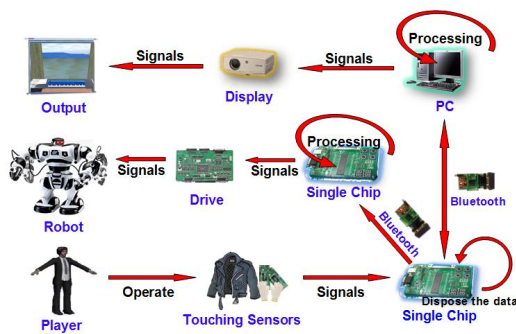 Processing
Signals
Signals
Output
Display
PC
Processing
Signals
Signals
Bluetooth
Robot
Drive
Single Chip
Bluetooth
Operate
Signals
Dispose the data
Player
Touching Sensors
Single Chip